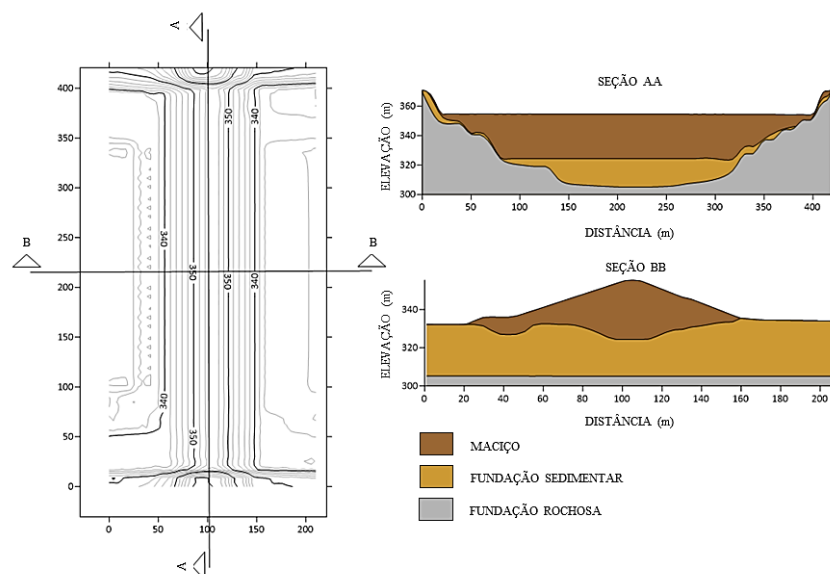 A
400
350
300
250
200
150
100
50
0
0 50 100 150 200
350
340
340
350
350
340
340
350
B
B
A
SEÇÃO AA
ELEVAÇÃO (m)
360
340
320
300
0 50 100 150 200 250 300 350 400
DISTÂNCIA (m)
SEÇÃO BB
ELEVAÇÃO (m)
340
320
300
0 20 40 60 80 100 120 140 160 180 200
DISTÂNCIA (m)
MACIÇO
FUNDAÇÃO SEDIMENTAR
FUNDAÇÃO ROCHOSA